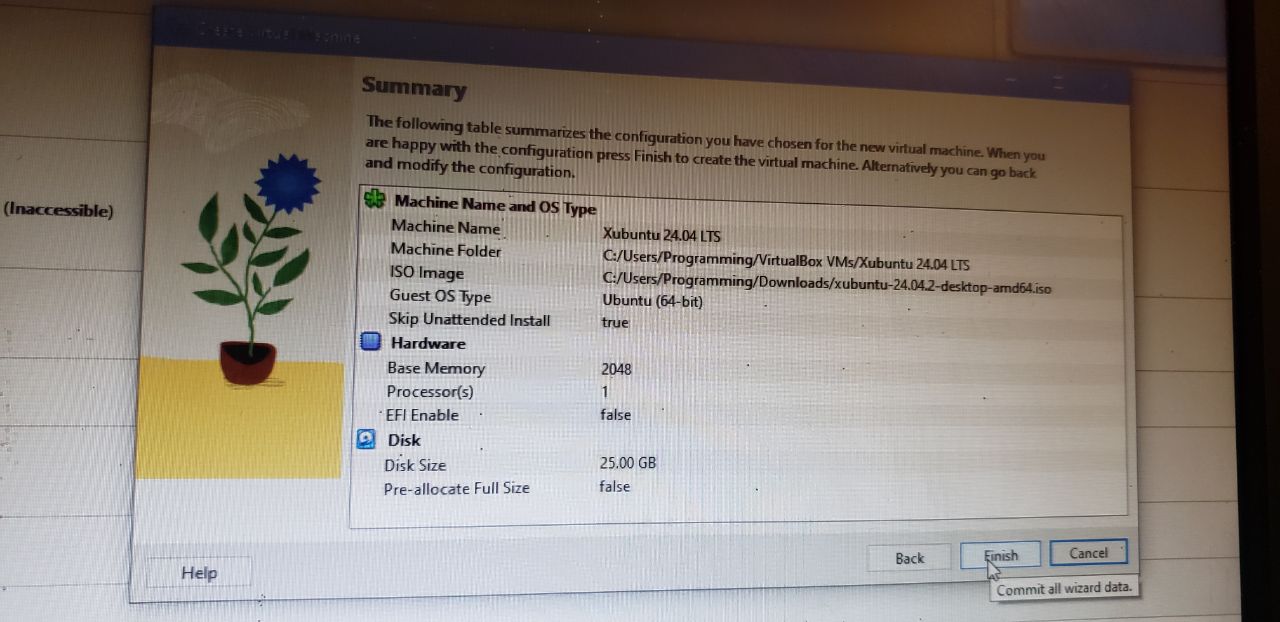 Create Virtual Machine
Summary
The following table summarizes the configuration you have chosen for the new virtual machine. When you
are happy with the configuration press Finish to create the virtual machine. Alternatively you can go back
and modify the configuration.
(Inaccessible)
Machine Name and OS Type
Machine Name Xubuntu 24.04 LTS
Machine Folder C:/Users/Programming/VirtualBox VMs/Xubuntu 24.04 LTS
ISO Image C:/Users/Programming/Downloads/xubuntu-24.04.2-desktop-amd64.iso
Guest OS Type Ubuntu (64-bit)
Skip Unattended Install true
Hardware
Base Memory 2048
Processor(s) 1
EFI Enable false
Disk
Disk Size 25.00 GB
Pre-allocate Full Size false
Help Back Finish Cancel
Commit all wizard data.